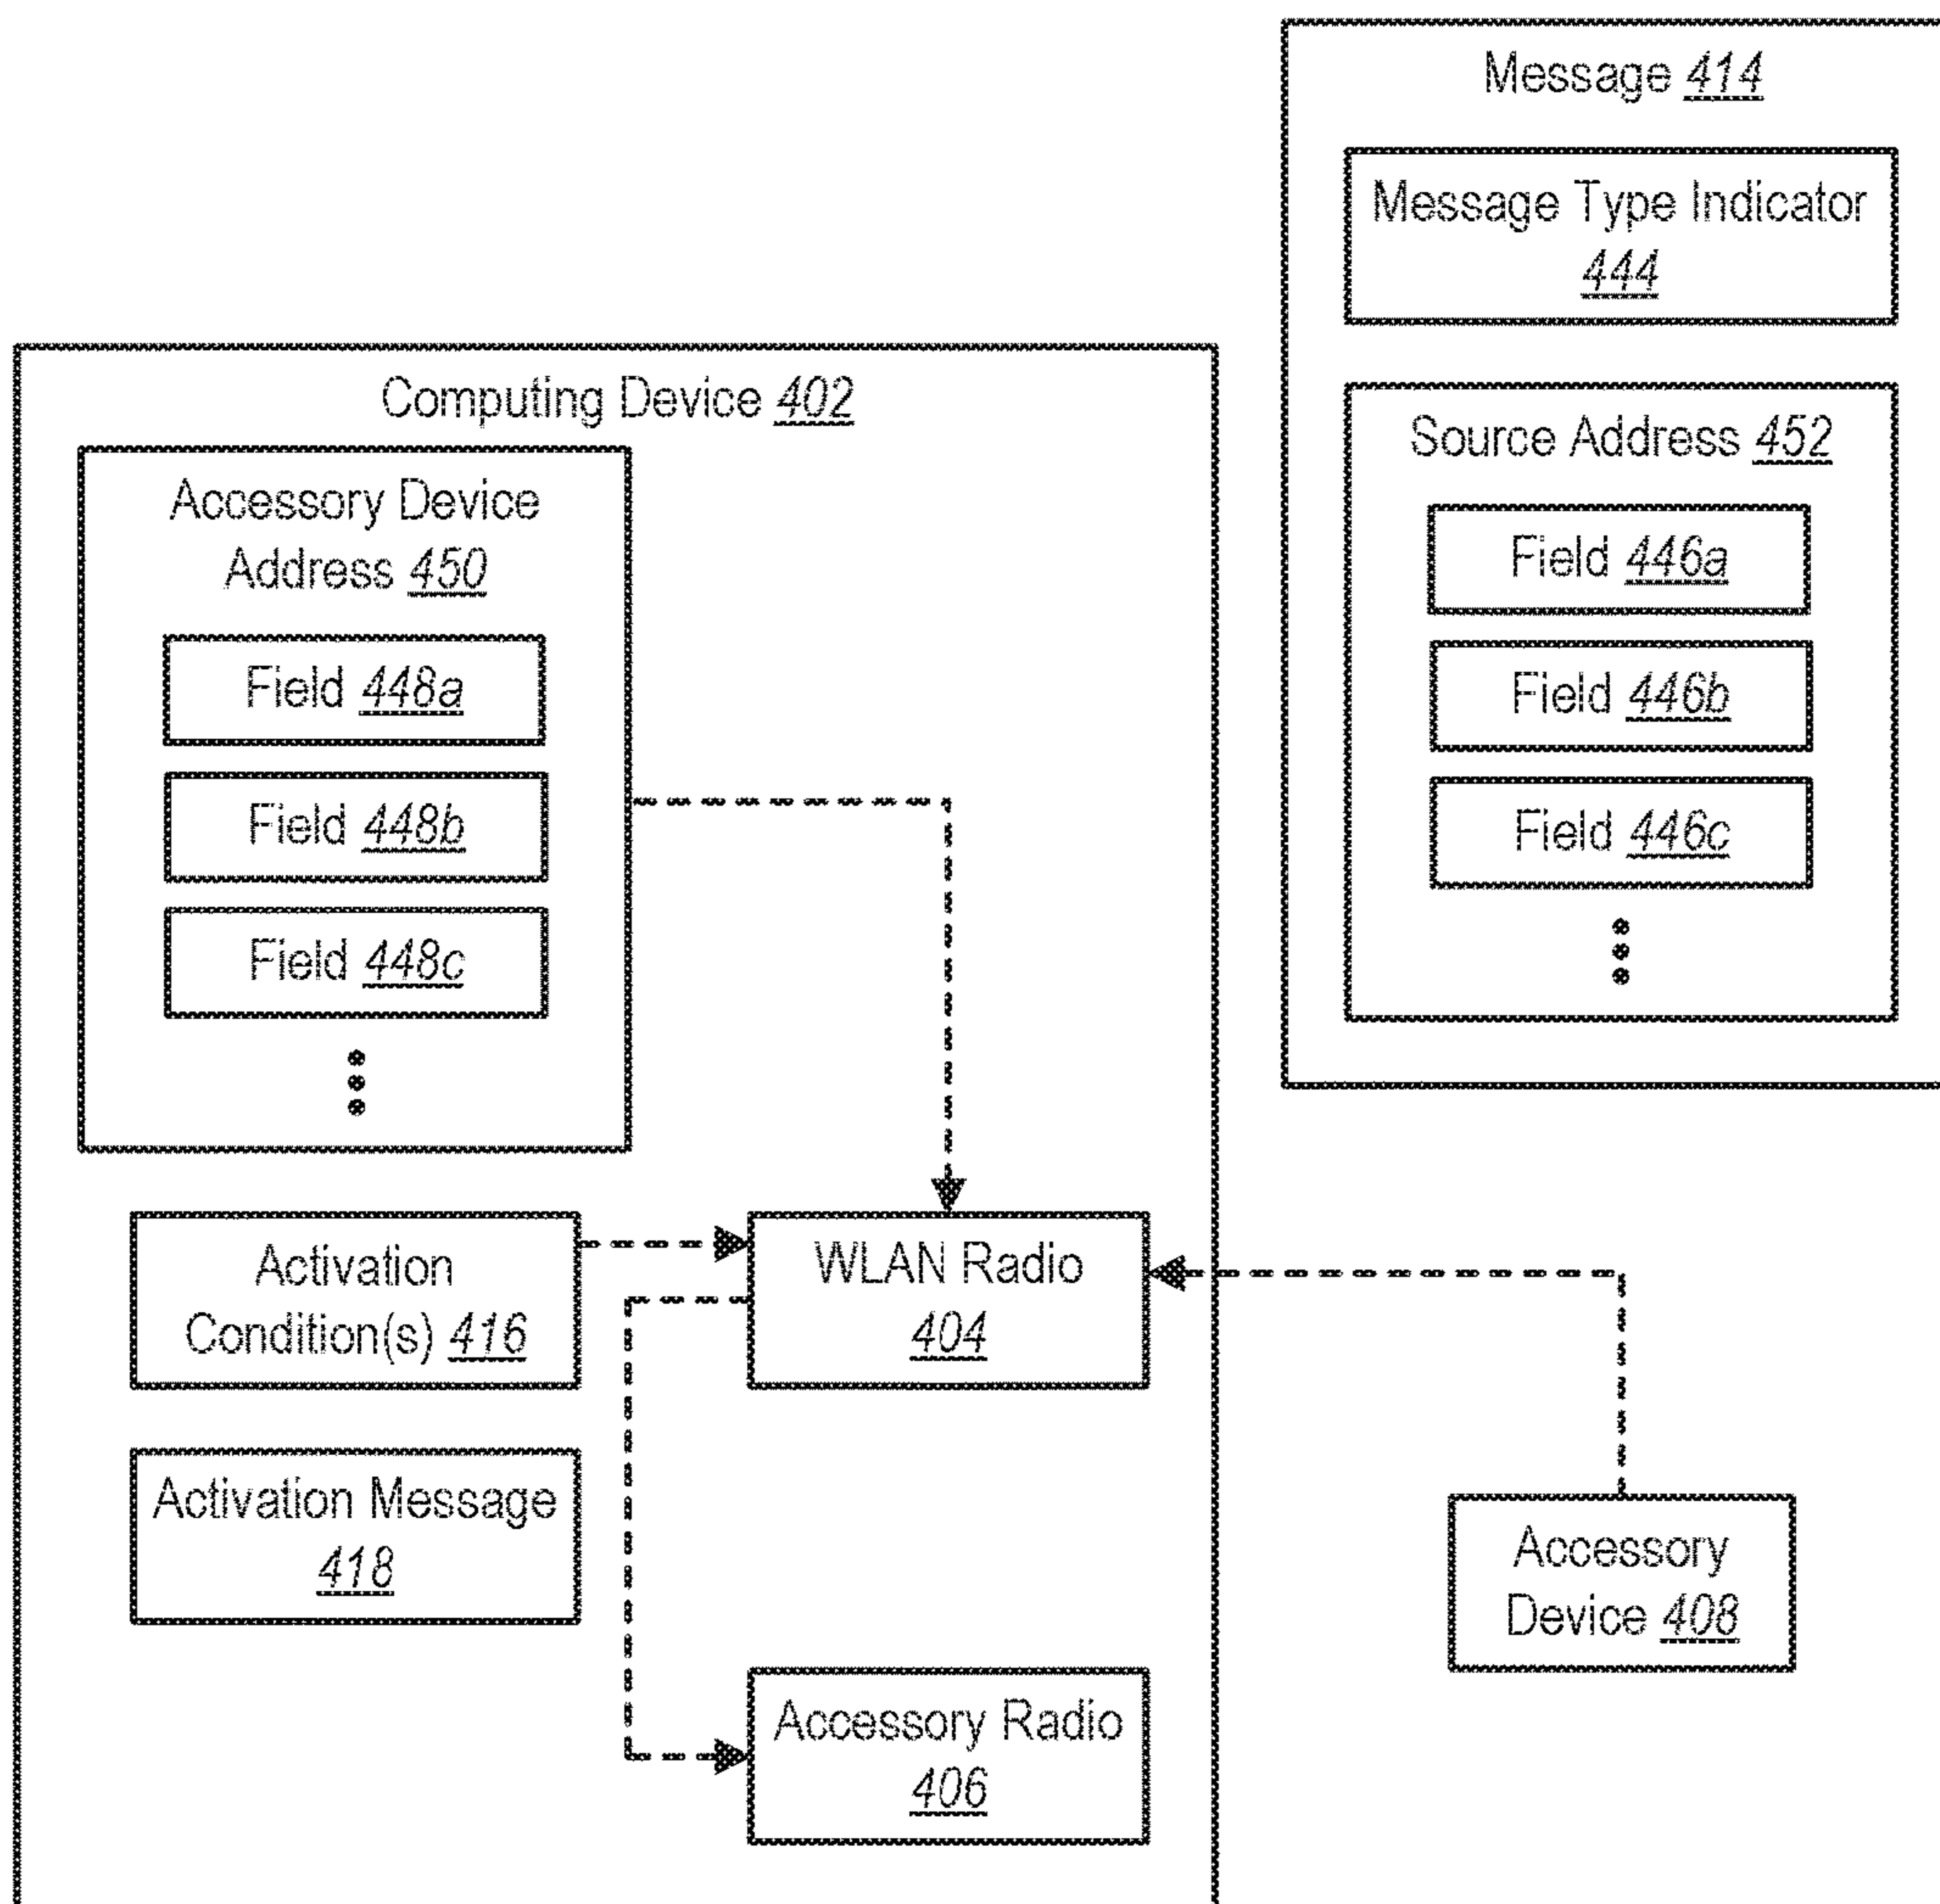 Message 414
Message Type Indicator
444
Source Address 452
Field 446a
Field 446b
Field 446c
Computing Device 402
Accessory Device
Address 450
Field 448a
Field 448b
Field 448c
Activation
Condition(s) 416
WLAN Radio
404
Activation Message
418
Accessory
Device 408
Accessory Radio
406